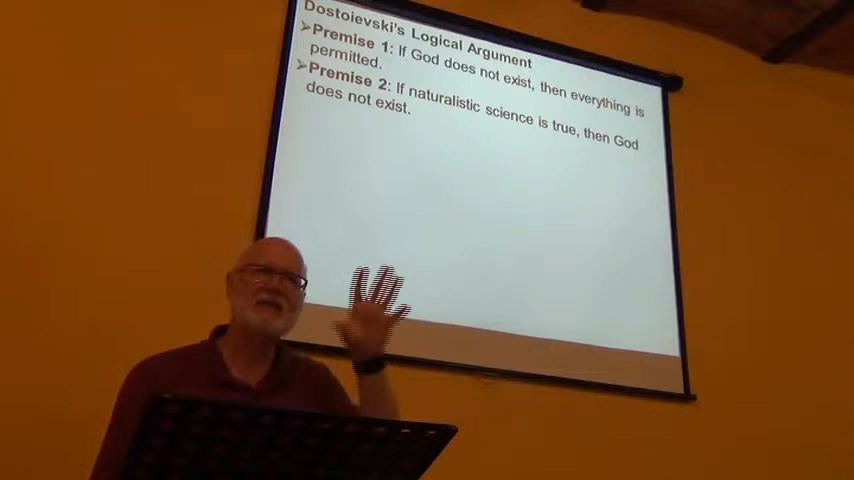 Dostoievski's Logical Argument
➢Premise 1: If God does not exist, then everything is
permitted.
➢Premise 2: If naturalistic science is true, then God
does not exist.